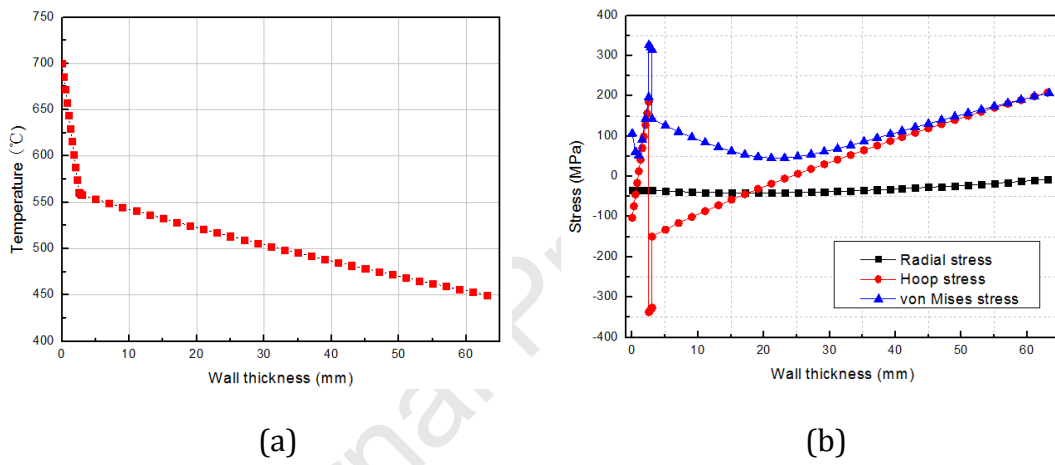 (a)
750
700
650
600
550
500
450
400
Temperature (℃)
0 10 20 30 40 50 60
Wall thickness (mm)
(b)
400
300
200
100
0
-100
-200
-300
-400
Stress (MPa)
Radial stress
Hoop stress
von Mises stress
0 10 20 30 40 50 60
Wall thickness (mm)
(a)
(b)